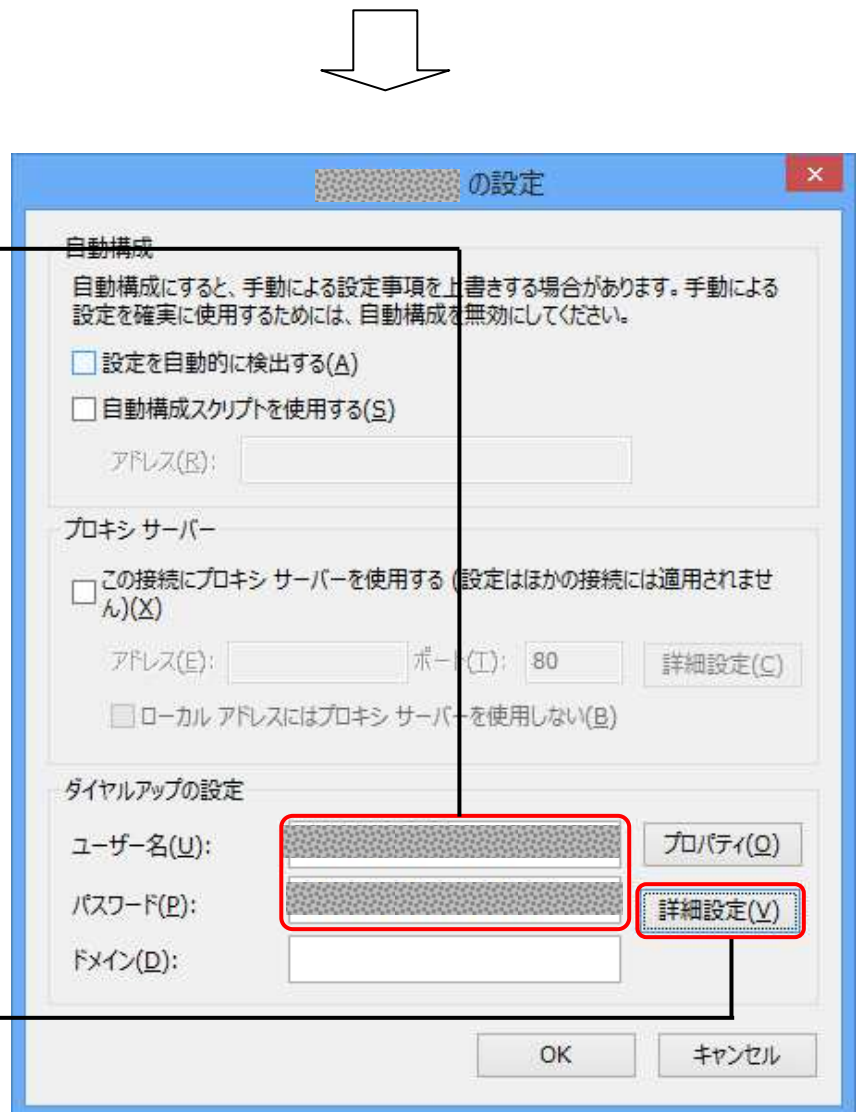 の設定
自動構成
自動構成にすると、手動による設定事項を上書きする場合があります。手動による
設定を確実に使用するためには、自動構成を無効にしてください。
設定を自動的に検出する(A)
自動構成スクリプトを使用する(S)
アドレス(R):
プロキシ サーバー
この接続にプロキシ サーバーを使用する (設定はほかの接続には適用されませ
ん)(X)
アドレス(E): ポート(T): 80 詳細設定(C)
ローカル アドレスにはプロキシ サーバーを使用しない(B)
ダイヤルアップの設定
ユーザー名(U): プロパティ(O)
パスワード(P): 詳細設定(V)
ドメイン(D):
OK キャンセル